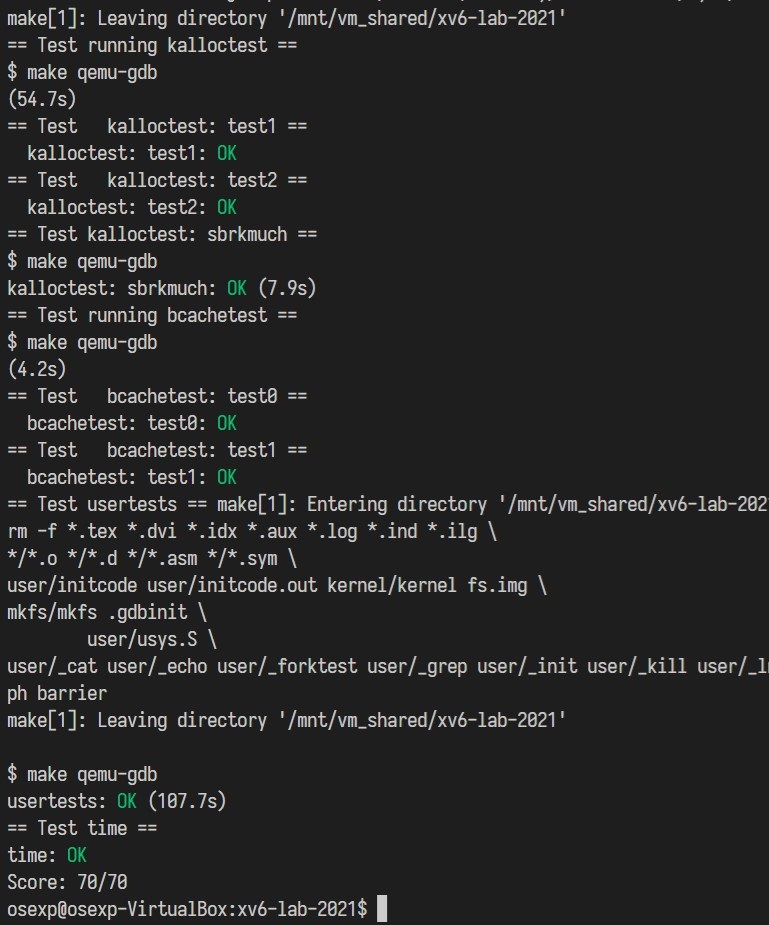 make[1]: Leaving directory '/mnt/vm_shared/xv6-lab-2021'
== Test running kalloctest ==
$ make qemu-gdb
(54.7s)
== Test   kalloctest: test1 ==
  kalloctest: test1: OK
== Test   kalloctest: test2 ==
  kalloctest: test2: OK
== Test kalloctest: sbrkmuch ==
$ make qemu-gdb
kalloctest: sbrkmuch: OK (7.9s)
== Test running bcachetest ==
$ make qemu-gdb
(4.2s)
== Test   bcachetest: test0 ==
  bcachetest: test0: OK
== Test   bcachetest: test1 ==
  bcachetest: test1: OK
== Test usertests == make[1]: Entering directory '/mnt/vm_shared/xv6-lab-202
rm -f *.tex *.dvi *.idx *.aux *.log *.ind *.ilg \
*/*.o */*.d */*.asm */*.sym \
user/initcode user/initcode.out kernel/kernel fs.img \
mkfs/mkfs .gdbinit \
        user/usys.S \
user/_cat user/_echo user/_forktest user/_grep user/_init user/_kill
ph barrier
make[1]: Leaving directory '/mnt/vm_shared/xv6-lab-2021'

$ make qemu-gdb
usertests: OK (107.7s)
== Test time ==
time: OK
Score: 70/70
osexp@osexp-VirtualBox:xv6-lab-2021$